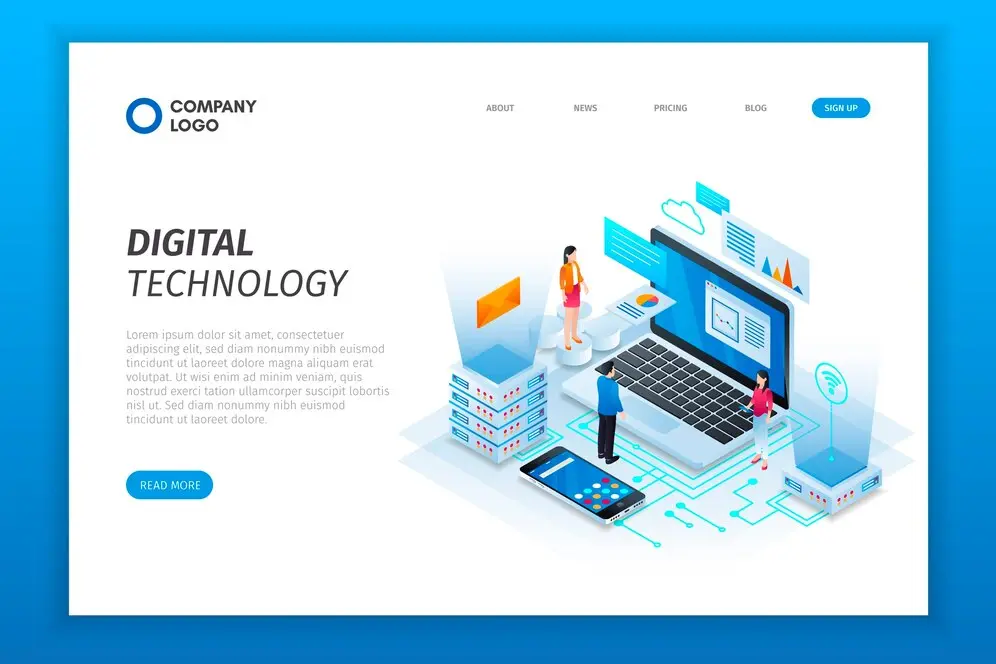 COMPANY
LOGO
ABOUT
NEWS
PRICING
BLOG
SIGN UP
DIGITAL
TECHNOLOGY
Lorem ipsum dolor sit amet, consectetuer
adipiscing elit, sed diam nonummy nibh euismod
tincidunt ut laoreet dolore magna aliquam erat
volutpat. Ut wisi enim ad minim veniam, quis
nostrud exerci tation ullamcorper suscipit lobortis
nisl ut. Sed diam nonummy nibh euismod
tincidunt ut laoreet dolore.
READ MORE